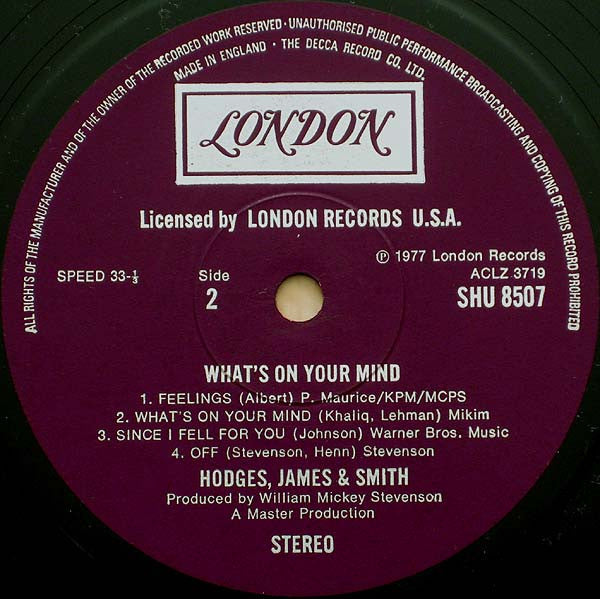 ALL RIGHTS OF THE MANUFACTURER AND OF THE OWNER OF THE RECORDED WORK RESERVED · UNAUTHORISED PUBLIC PERFORMANCE BROADCASTING AND COPYING OF THIS RECORD PROHIBITED
MADE IN ENGLAND · THE DECCA RECORD CO. LTD.
LONDON
Licensed by LONDON RECORDS U.S.A.
℗ 1977 London Records
SPEED 33-⅓ Side ACLZ 3719
2 SHU 8507
WHAT'S ON YOUR MIND
1. FEELINGS (Albert) P. Maurice/KPM/MCPS
2. WHAT'S ON YOUR MIND (Khaliq, Lehman) Mikim
3. SINCE I FELL FOR YOU (Johnson) Warner Bros. Music
4. OFF (Stevenson, Henn) Stevenson
HODGES, JAMES & SMITH
Produced by William Mickey Stevenson
A Master Production
STEREO